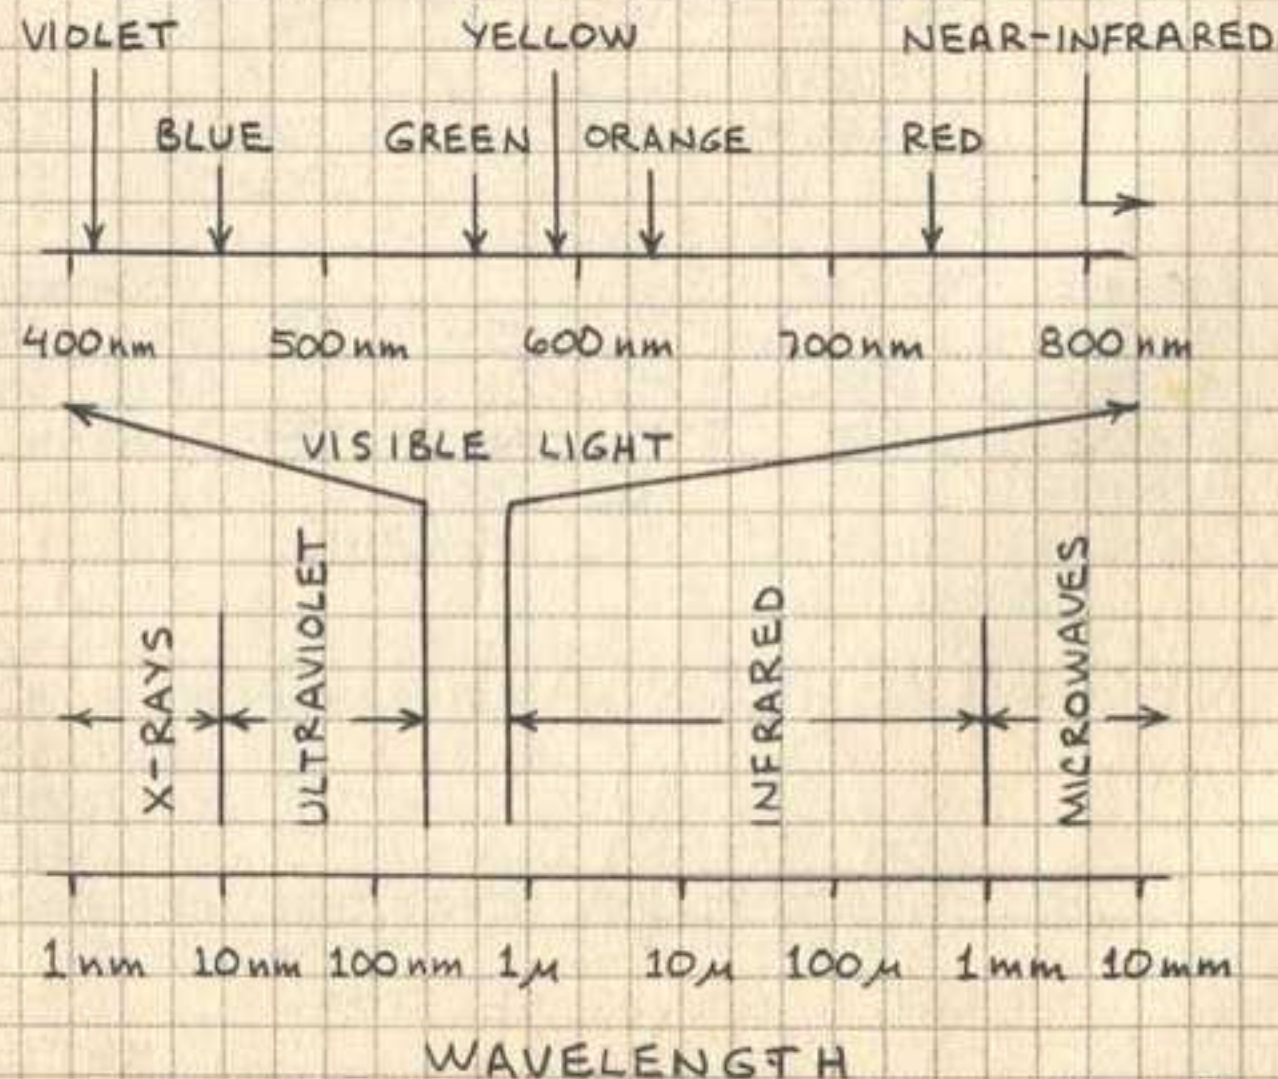 VIOLET YELLOW NEAR-INFRARED
BLUE GREEN ORANGE RED
400nm 500nm 600nm 700nm 800nm
VISIBLE LIGHT
X-RAYS
ULTRAVIOLET
INFRARED
MICROWAVES
1nm 10nm 100nm 1μ 10μ 100μ 1mm 10mm
WAVELENGTH